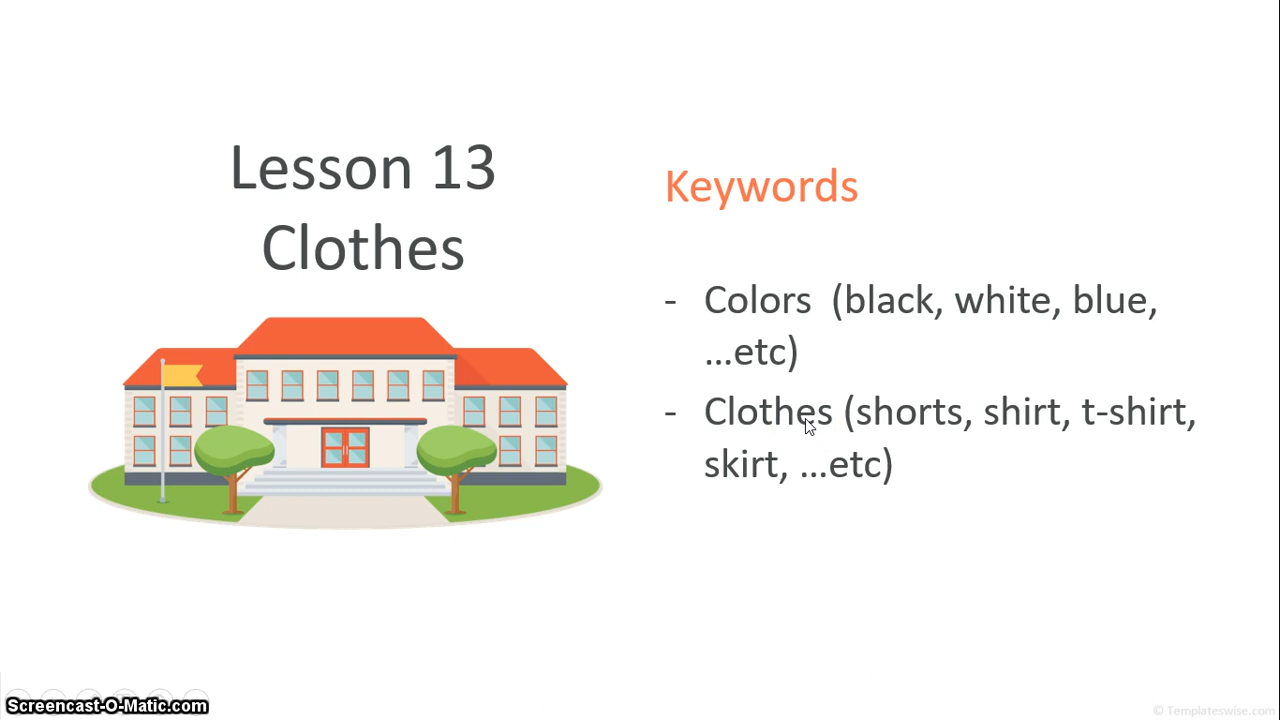 Lesson 13
Clothes
Keywords
- Colors (black, white, blue,
...etc)
- Clothes (shorts, shirt, t-shirt,
skirt, ...etc)
Screencast-O-Matic.com
© Templateswise.com